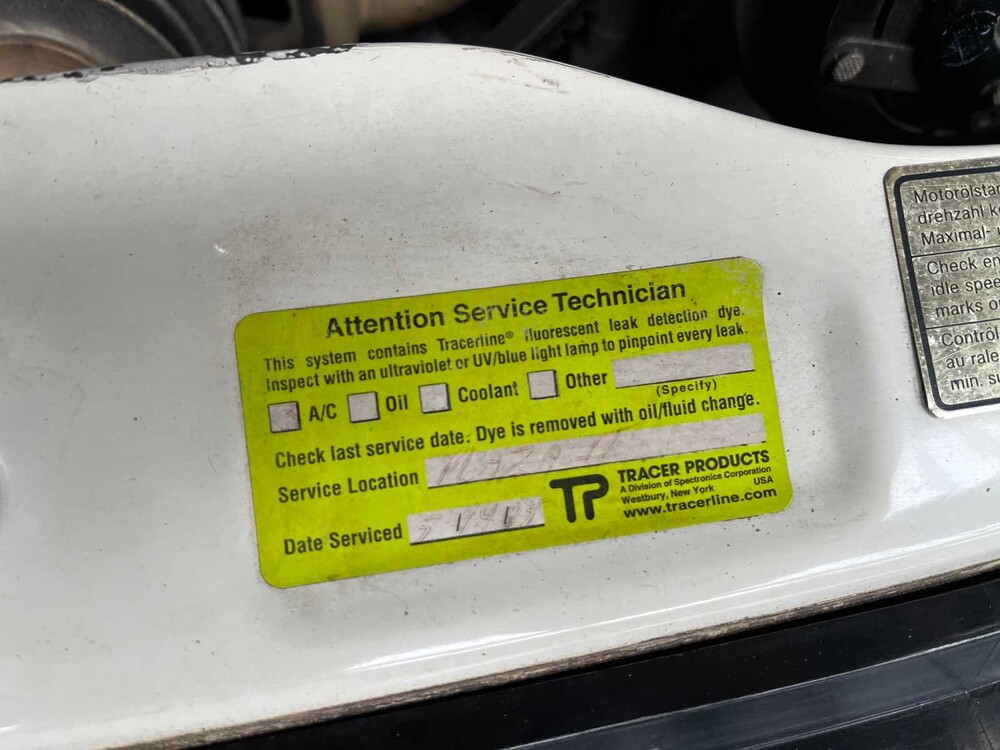 Attention Service Technician
This system contains Tracerline® fluorescent leak detection dye.
Inspect with an ultraviolet or UV/blue light lamp to pinpoint every leak.
A/C Oil Coolant Other
(Specify)
Check last service date. Dye is removed with oil/fluid change.
Service Location
Date Serviced
TP
TRACER PRODUCTS
A Division of Spectronics Corporation
Westbury, New York USA
www.tracerline.com
Motorölsta
drehzahl k
Maximal-
Check en
idle spee
marks o
Contrôl
au rale
min. su